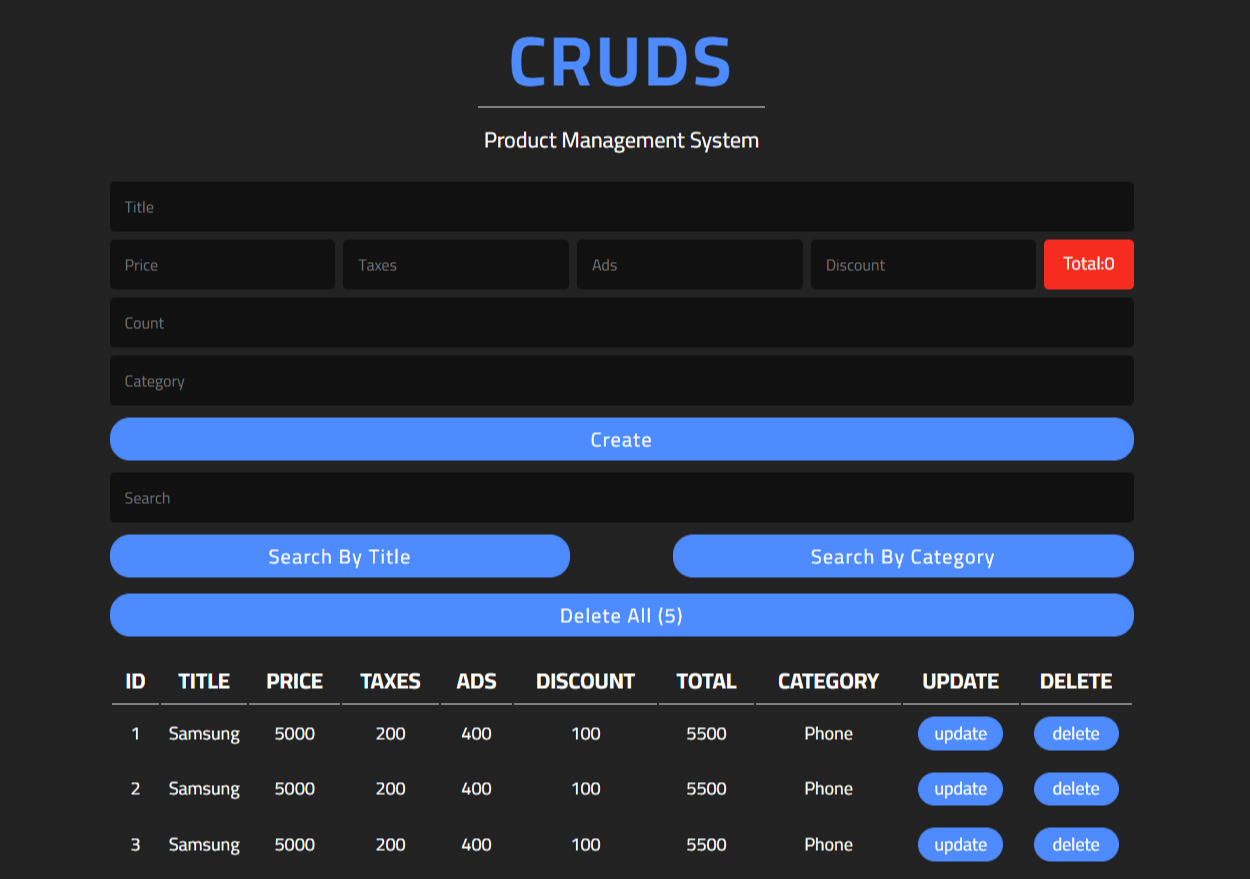 CRUDS
Product Management System
Title
Price Taxes Ads Discount Total:0
Count
Category
Create
Search
Search By Title Search By Category
Delete All (5)
ID TITLE PRICE TAXES ADS DISCOUNT TOTAL CATEGORY UPDATE DELETE
1 Samsung 5000 200 400 100 5500 Phone update delete
2 Samsung 5000 200 400 100 5500 Phone update delete
3 Samsung 5000 200 400 100 5500 Phone update delete